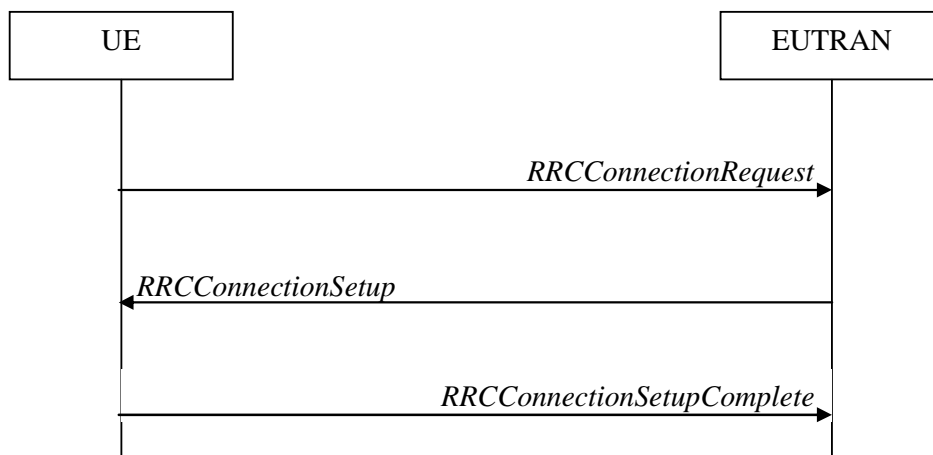 UE
EUTRAN
RRCConnectionRequest
RRCConnectionSetup
RRCConnectionSetupComplete